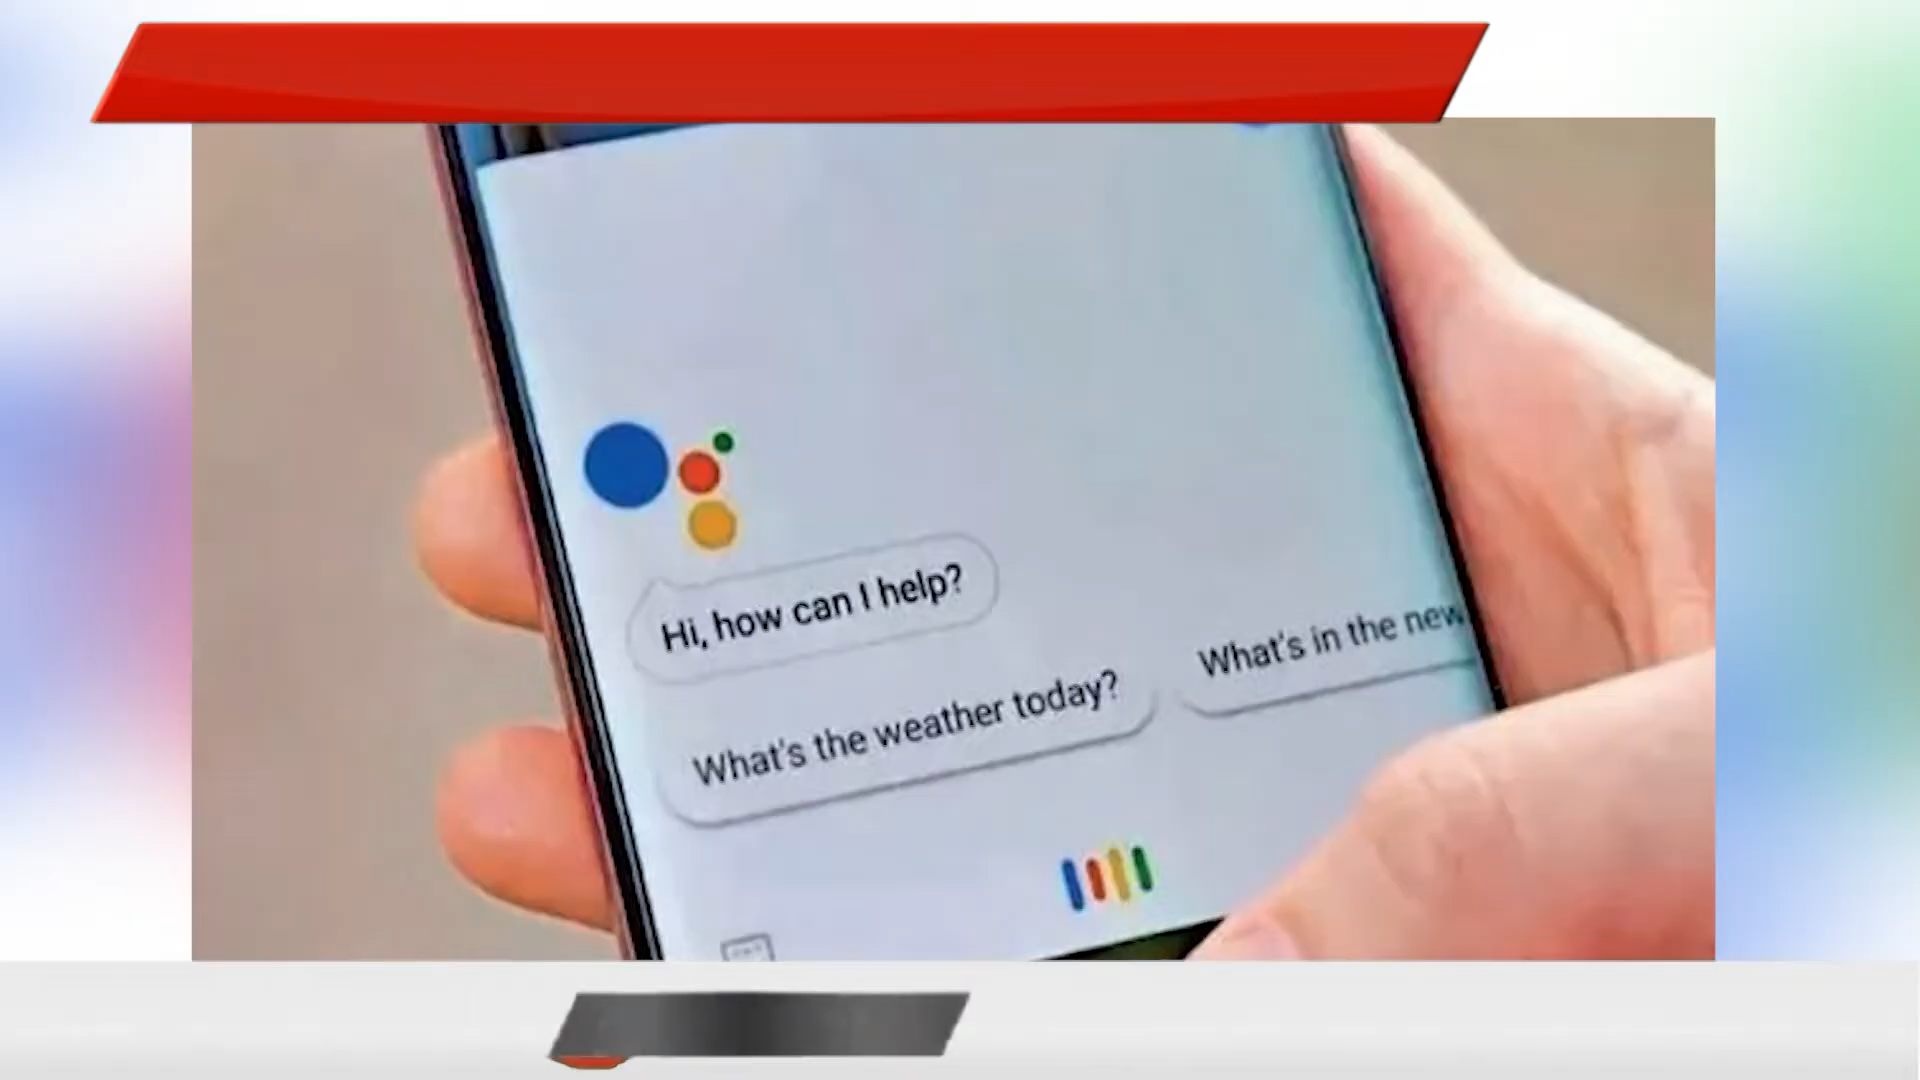 Hi, how can I help?
What's the weather today?
What's in the new